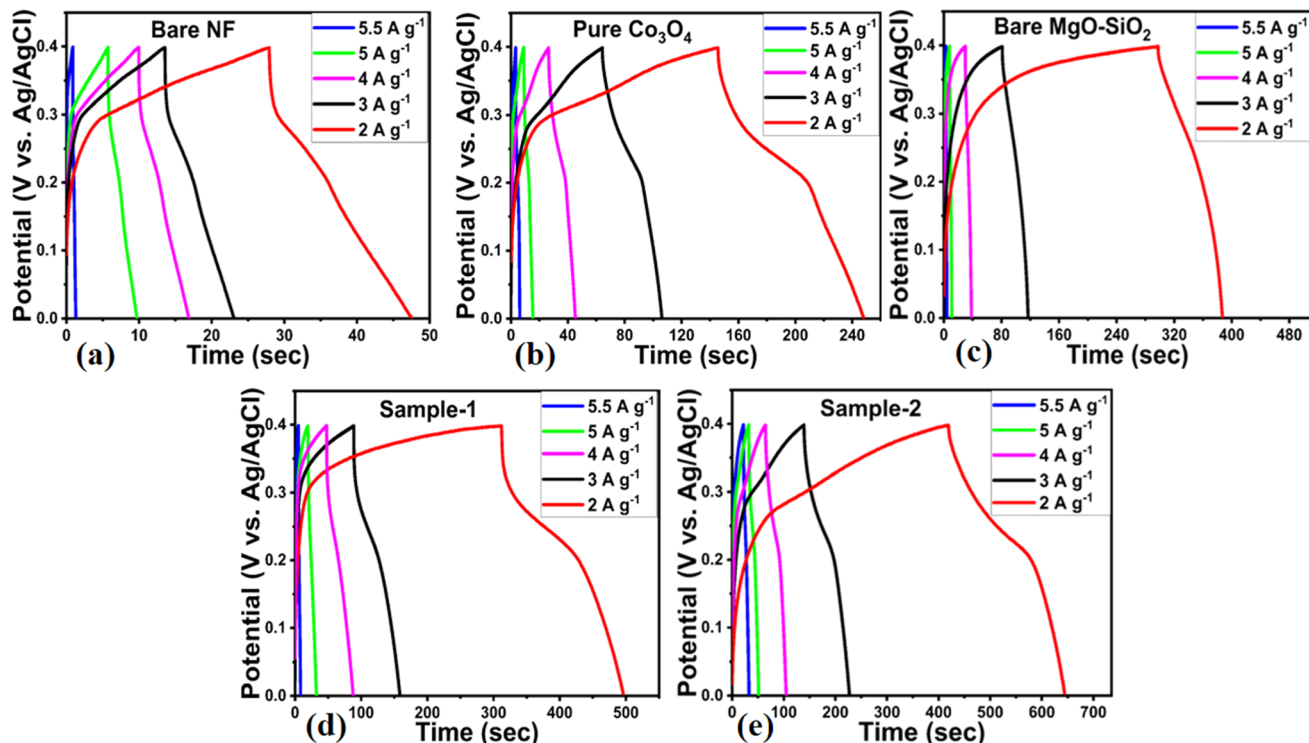 Bare NF
5.5 A g⁻¹
5 A g⁻¹
4 A g⁻¹
3 A g⁻¹
2 A g⁻¹
Potential (V vs. Ag/AgCl)
0.4
0.3
0.2
0.1
0.0
0 10 20 30 40 50
Time (sec)
(a)
Pure Co₃O₄
5.5 A g⁻¹
5 A g⁻¹
4 A g⁻¹
3 A g⁻¹
2 A g⁻¹
Potential (V vs. Ag/AgCl)
0.4
0.3
0.2
0.1
0.0
0 40 80 120 160 200 240
Time (sec)
(b)
Bare MgO-SiO₂
5.5 A g⁻¹
5 A g⁻¹
4 A g⁻¹
3 A g⁻¹
2 A g⁻¹
Potential (V vs. Ag/AgCl)
0.4
0.3
0.2
0.1
0.0
0 80 160 240 320 400 480
Time (sec)
(c)
Sample-1
5.5 A g⁻¹
5 A g⁻¹
4 A g⁻¹
3 A g⁻¹
2 A g⁻¹
Potential (V vs. Ag/AgCl)
0.4
0.3
0.2
0.1
0.0
0 100 200 300 400 500
Time (sec)
(d)
Sample-2
5.5 A g⁻¹
5 A g⁻¹
4 A g⁻¹
3 A g⁻¹
2 A g⁻¹
Potential (V vs. Ag/AgCl)
0.4
0.3
0.2
0.1
0.0
0 100 200 300 400 500 600 700
Time (sec)
(e)